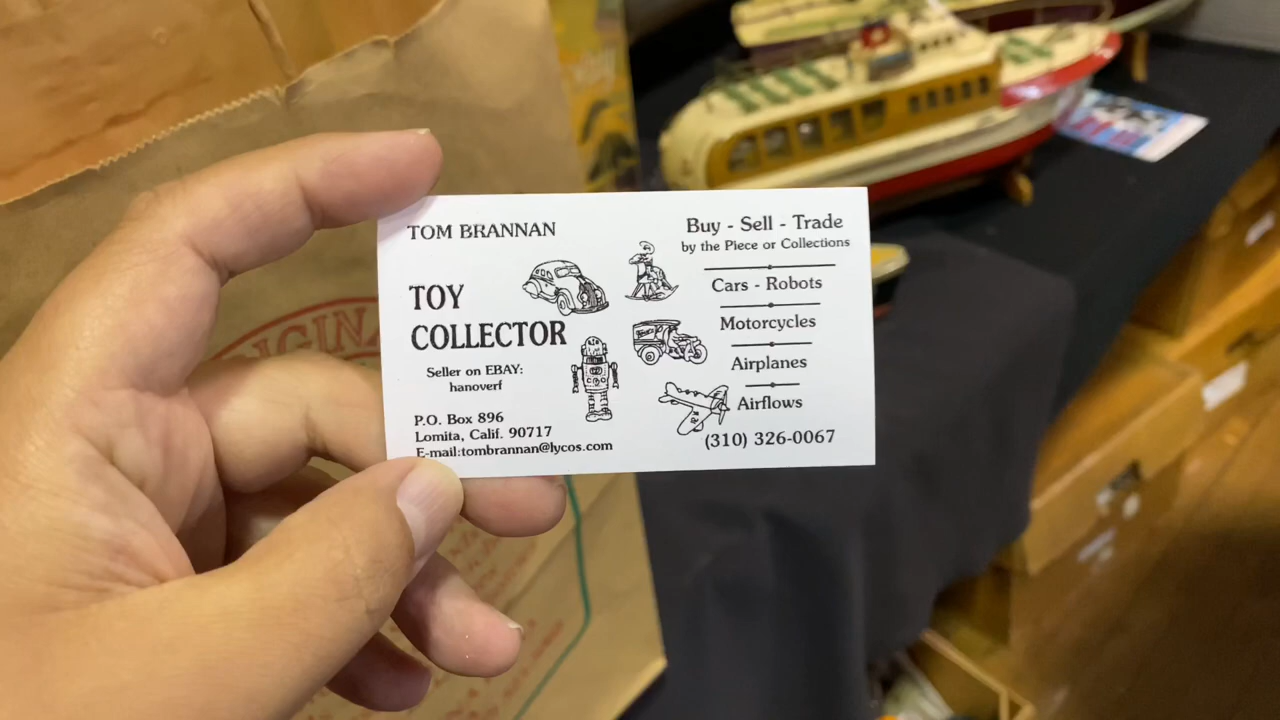 TOM BRANNAN
TOY
COLLECTOR
Seller on EBAY:
hanoverf
P.O. Box 896
Lomita, Calif. 90717
E-mail:tombrannan@lycos.com
Buy - Sell - Trade
by the Piece or Collections
Cars - Robots
Motorcycles
Airplanes
Airflows
(310) 326-0067